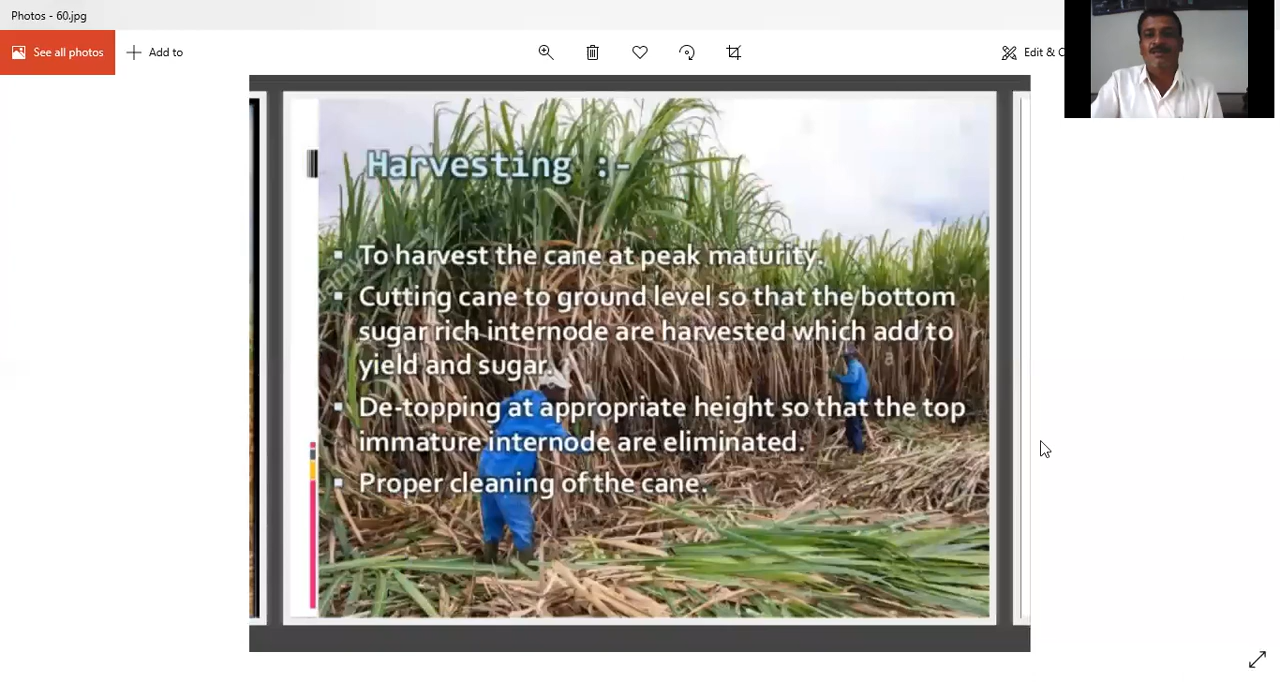 Photos - 60.jpg
See all photos
Add to
Edit & C
Harvesting :-
▪ To harvest the cane at peak maturity.
▪ Cutting cane to ground level so that the bottom
sugar rich internode are harvested which add to
yield and sugar.
▪ De-topping at appropriate height so that the top
immature internode are eliminated.
▪ Proper cleaning of the cane.